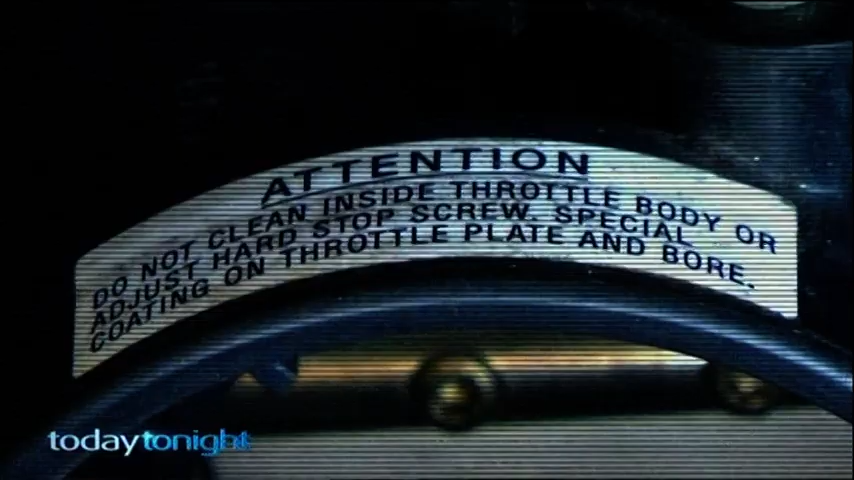 ATTENTION
DO NOT CLEAN INSIDE THROTTLE BODY OR
ADJUST HARD STOP SCREW. SPECIAL
COATING ON THROTTLE PLATE AND BORE.
todaytonight